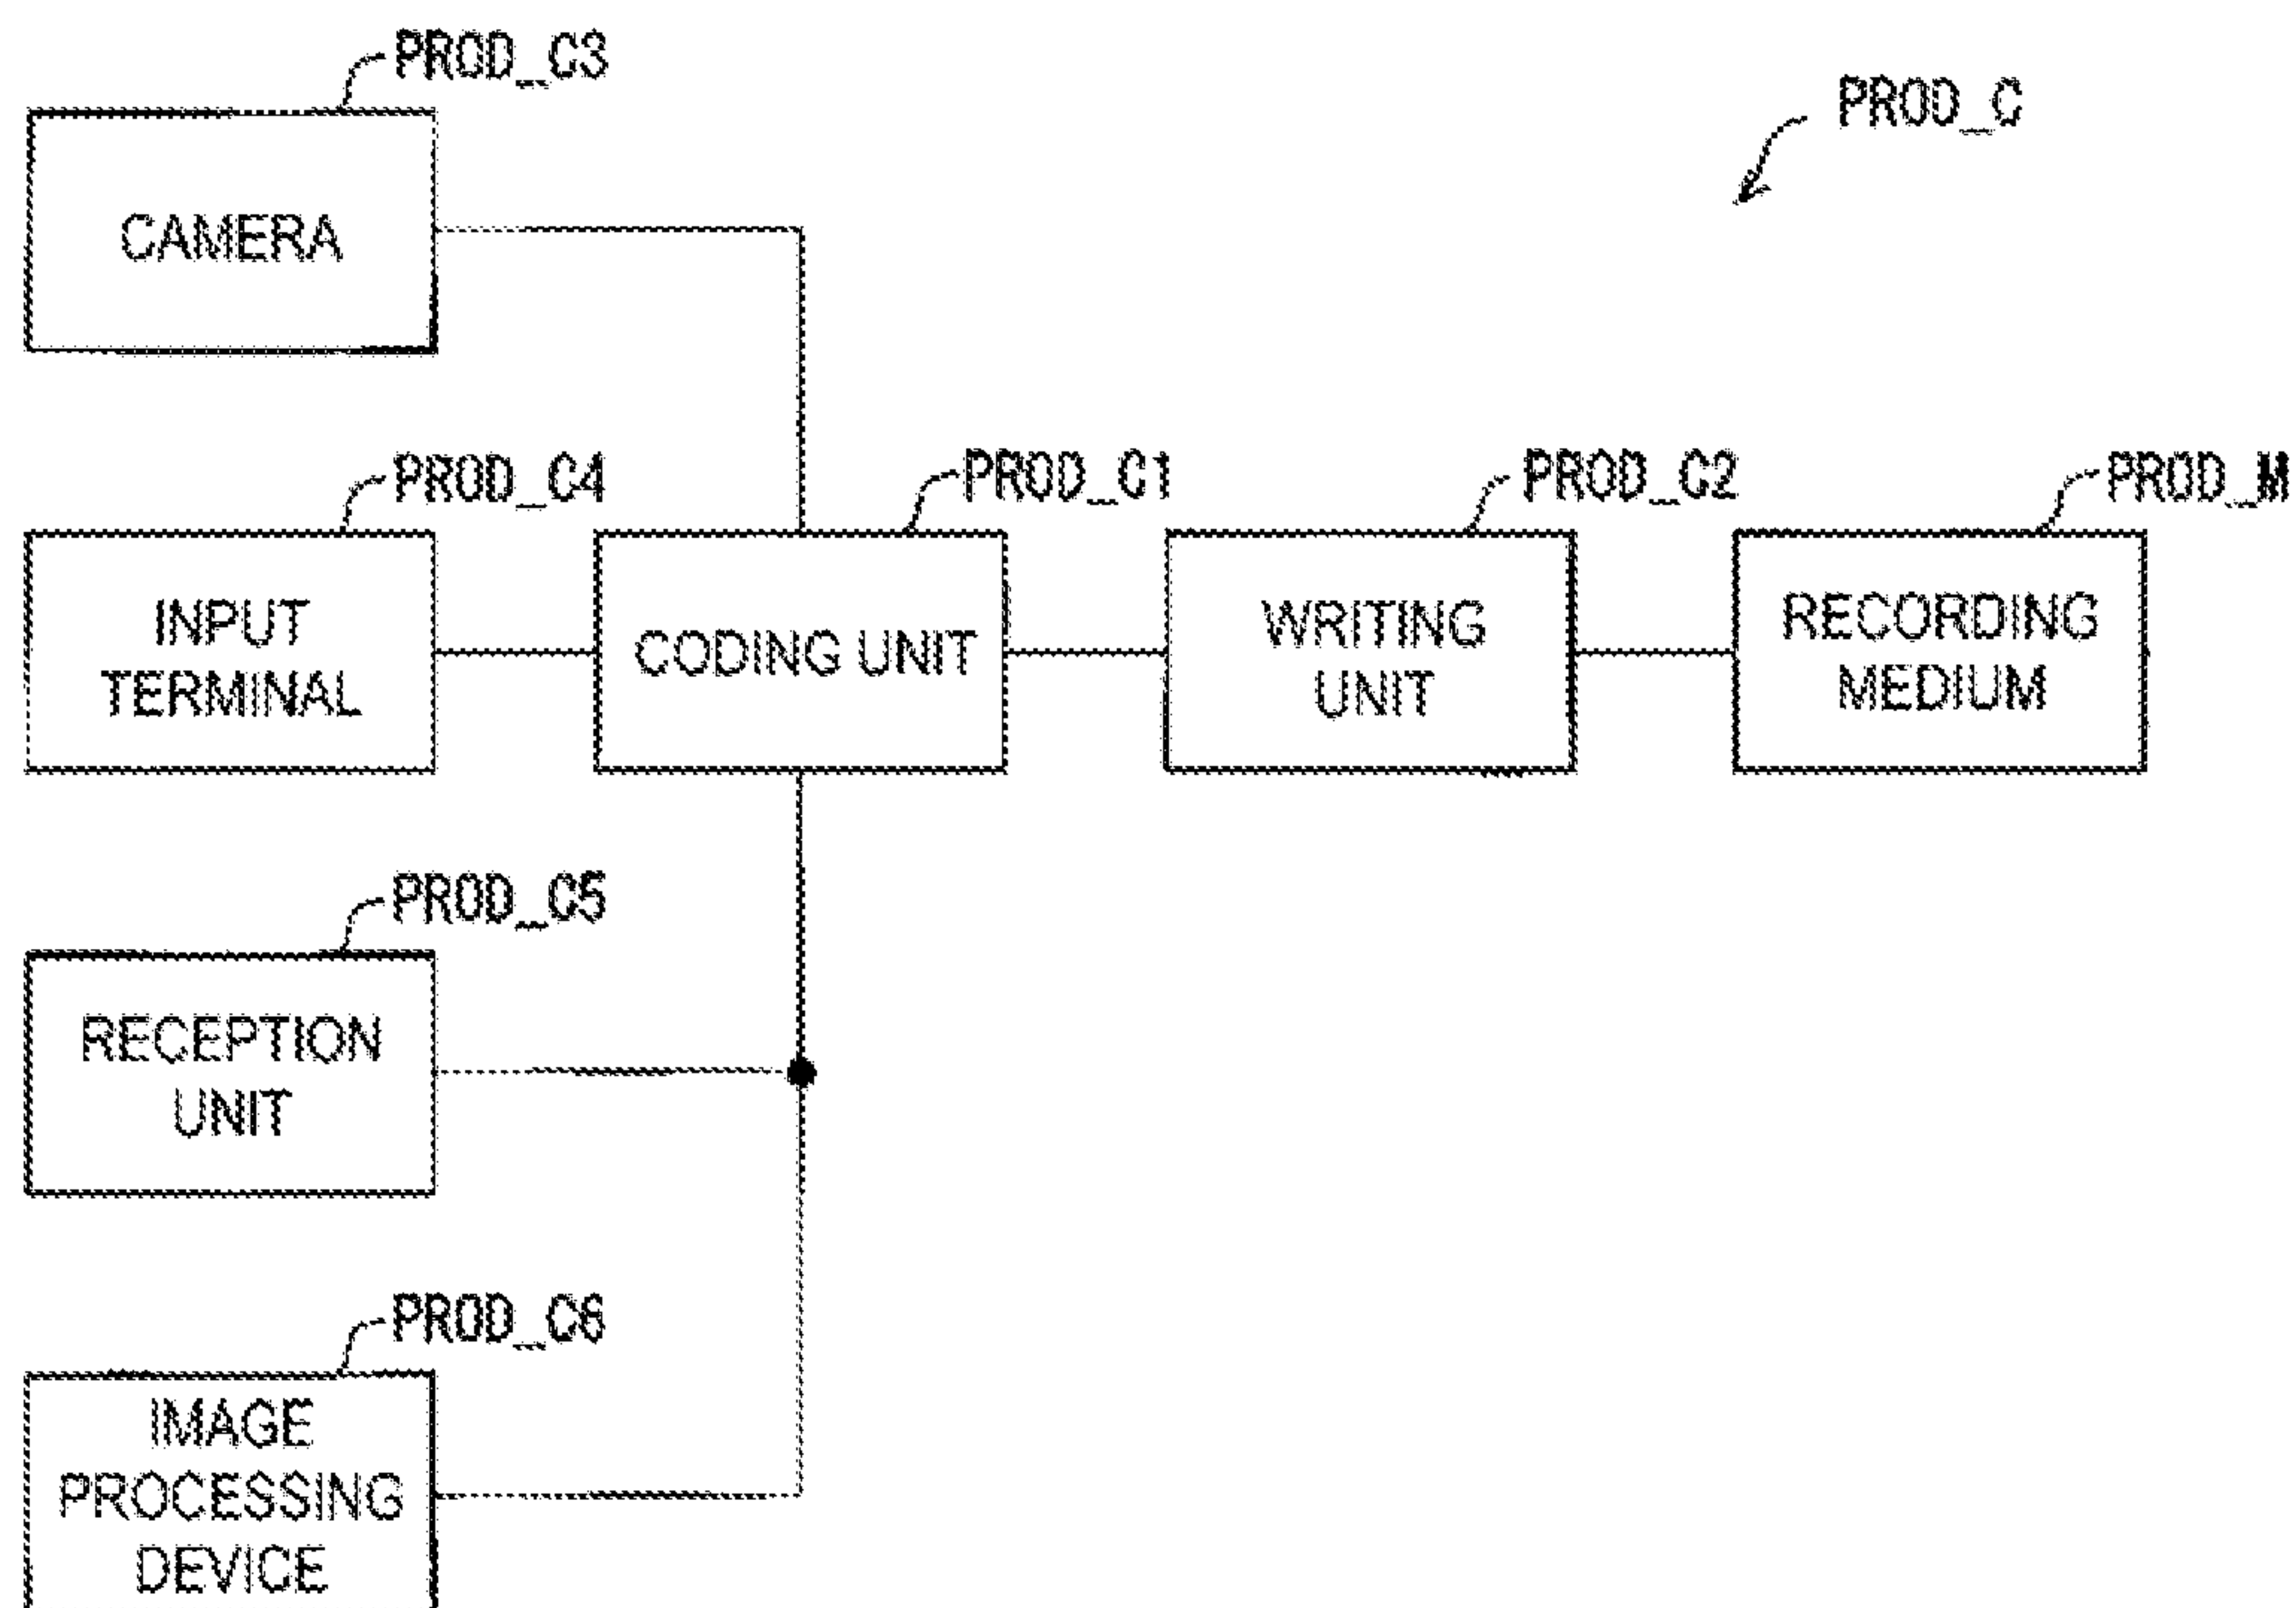 PROD_C3
PROD_C
CAMERA
PROD_C4
PROD_C1
PROD_C2
PROD_M
INPUT
TERMINAL
CODING UNIT
WRITING
UNIT
RECORDING
MEDIUM
PROD_C5
RECEPTION
UNIT
PROD_C6
IMAGE
PROCESSING
DEVICE